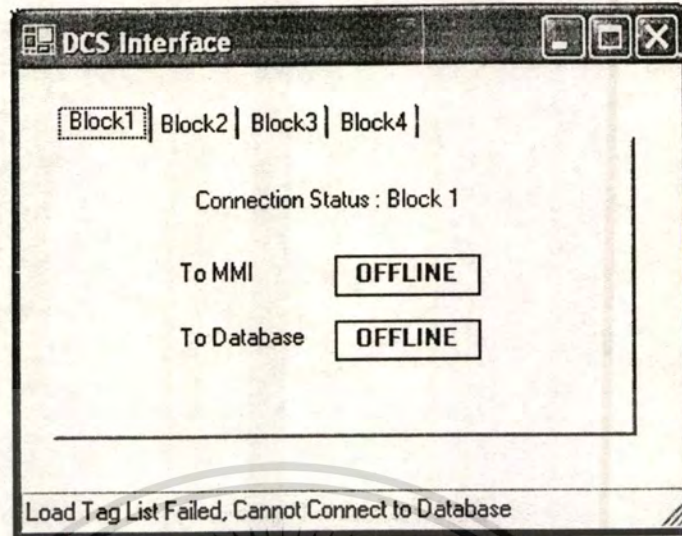 DCS Interface
Block1 Block2 Block3 Block4
Connection Status : Block 1
To MMI OFFLINE
To Database OFFLINE
Load Tag List Failed, Cannot Connect to Database